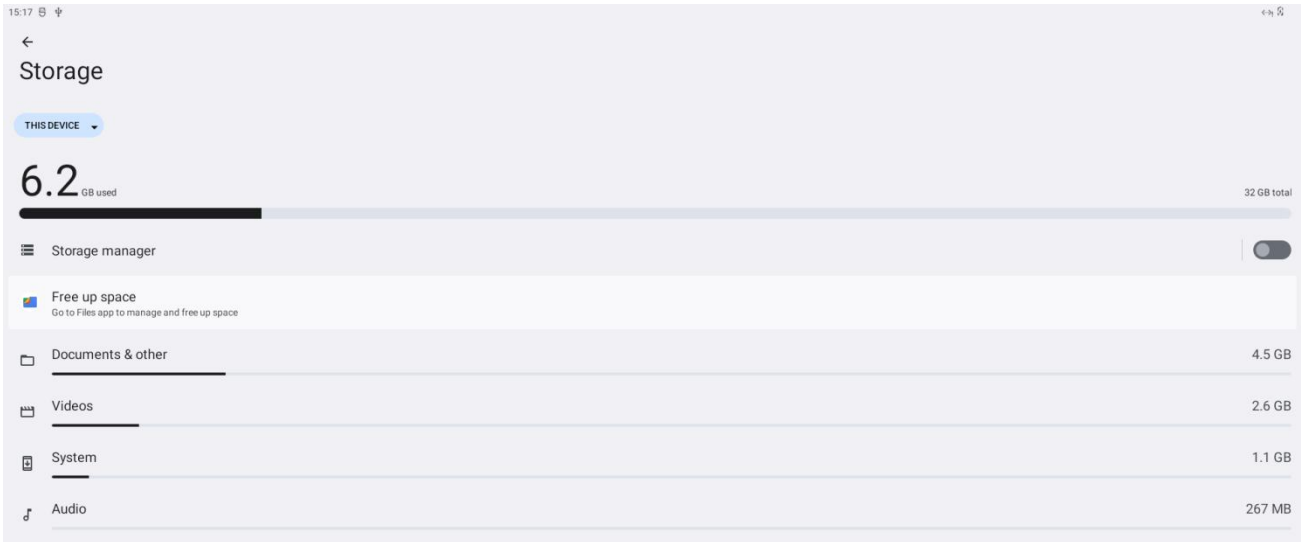 15:17
Storage
THIS DEVICE
6.2 GB used
32 GB total
Storage manager
Free up space
Go to Files app to manage and free up space
Documents & other
4.5 GB
Videos
2.6 GB
System
1.1 GB
Audio
267 MB